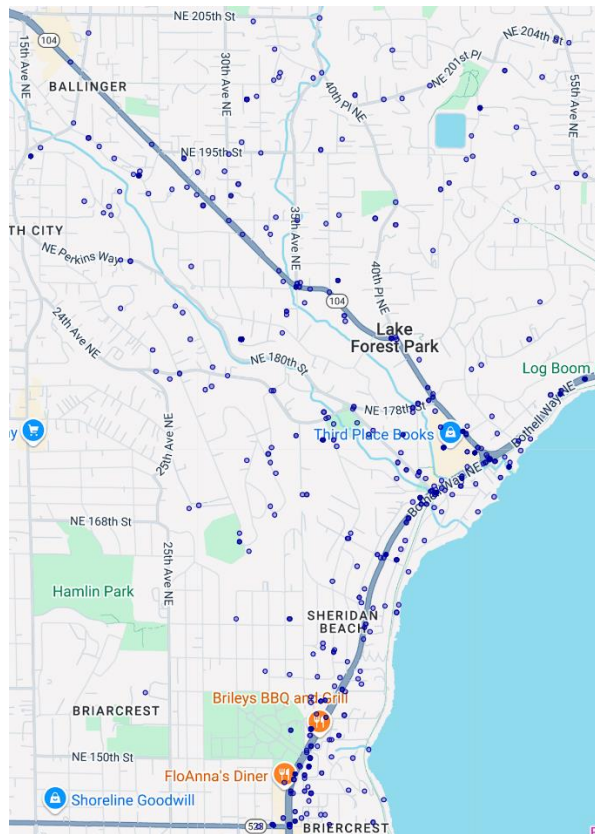 NE 205th St
NE 204th St
15th Ave NE
104
30th Ave NE
40th Pl NE
NE 201st Pl
55th Ave NE
BALLINGER
NE 195th St
35th Ave NE
TH CITY
NE Perkins Way
40th Pl NE
104
24th Ave NE
Lake
Forest Park
NE 180th St
Log Boom
NE 178th St
Bothell Way NE
Third Place Books
y
25th Ave NE
Bothell Way NE
NE 168th St
25th Ave NE
Hamlin Park
SHERIDAN
BEACH
Brileys BBQ and Grill
BRIARCREST
NE 150th St
FloAnna's Diner
Shoreline Goodwill
BRIERCREST